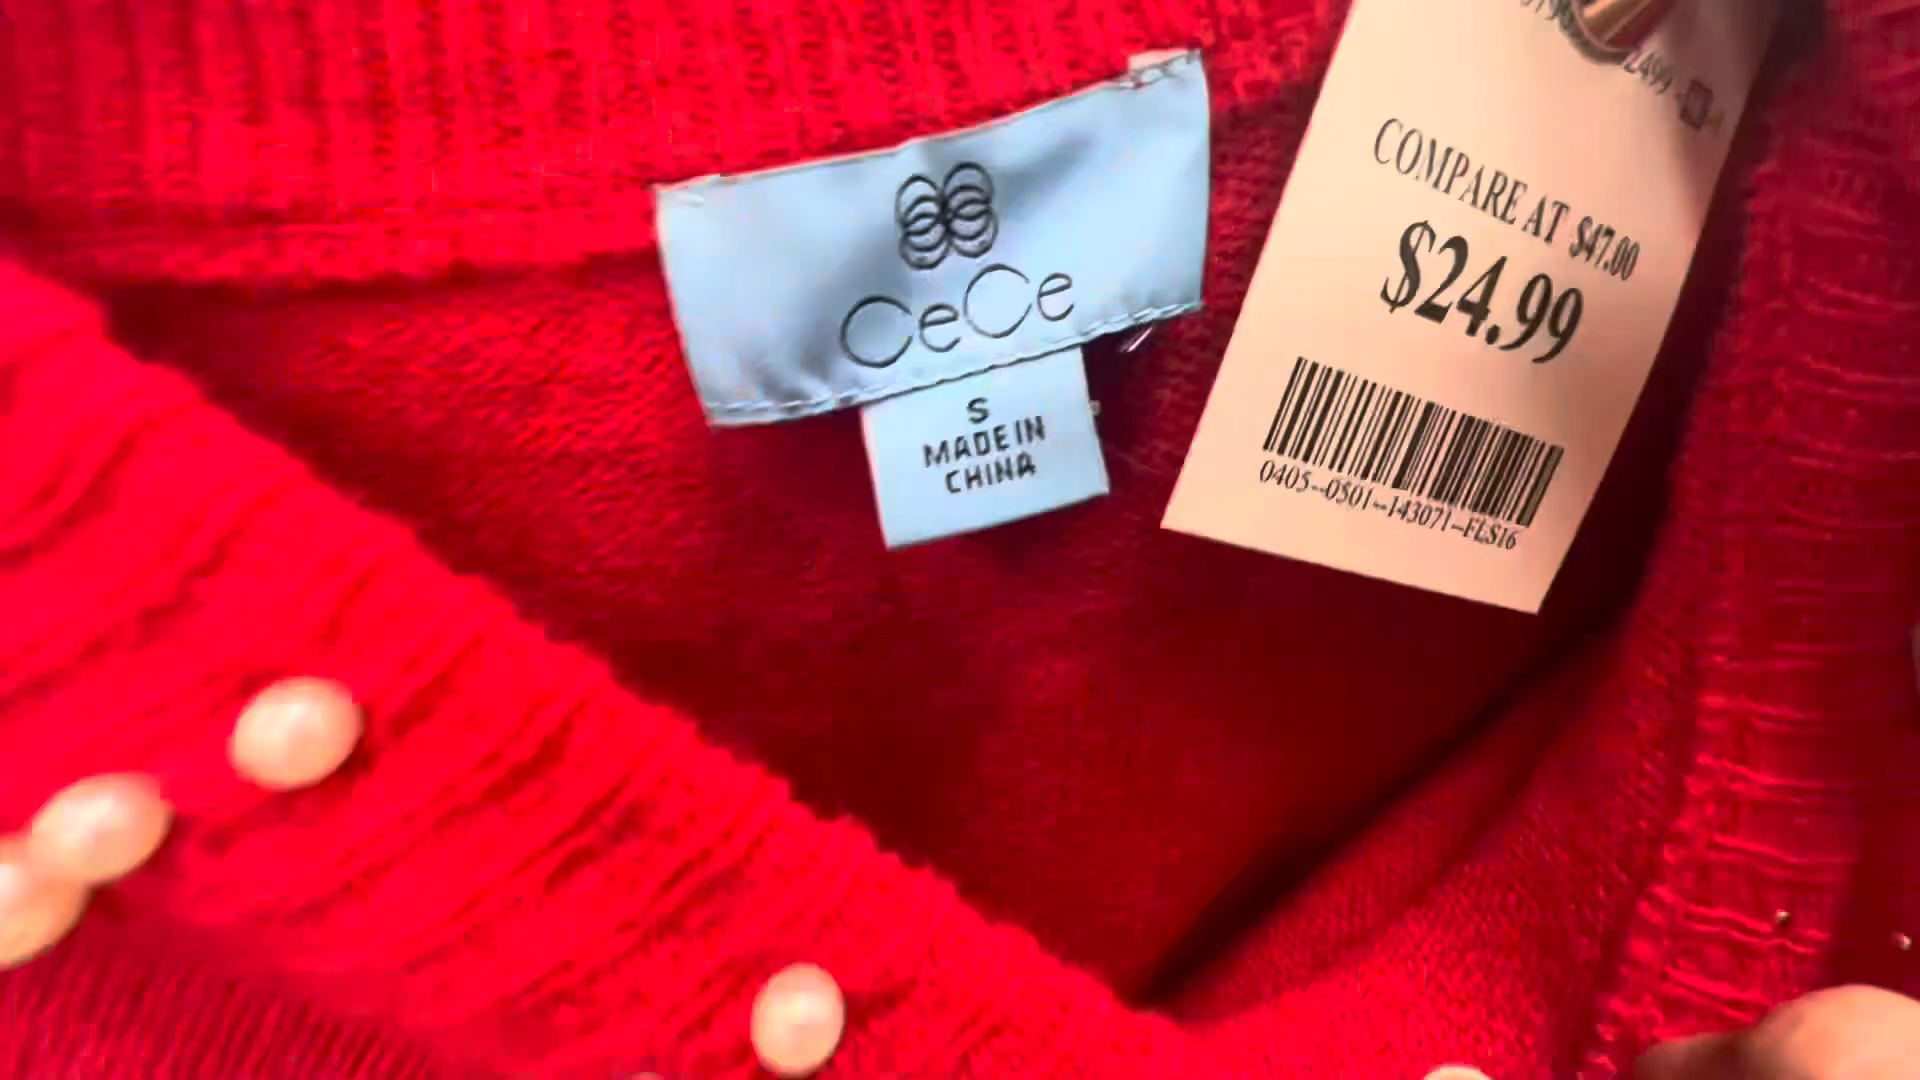 CeCe
S
MADE IN
CHINA
COMPARE AT $47.00
$24.99
0405-0501-143071-FLS16